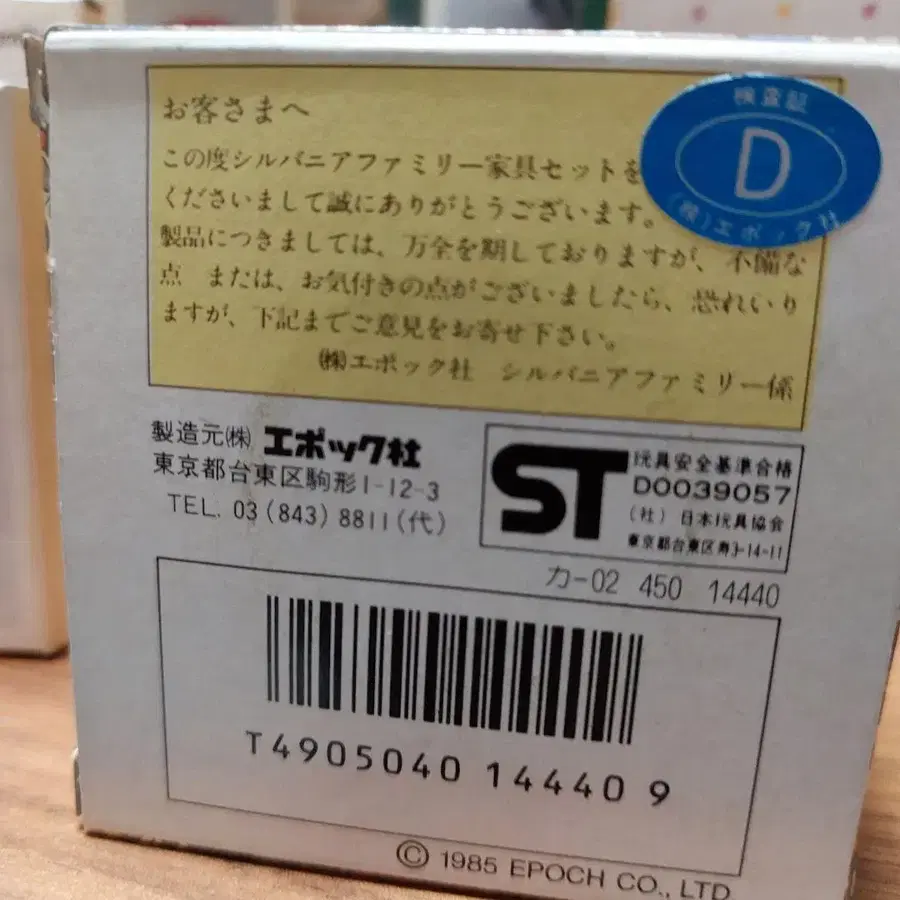 お客さまへ
この度シルバニアファミリー家具セットを
くださいまして誠にありがとうございます。
製品につきましては、万全を期しておりますが、不備な
点 または、お気付きの点がございましたら、恐れいり
ますが、下記までご意見をお寄せ下さい。
㈱エポック社 シルバニアファミリー係
検査証
D
(株)エポック社
製造元㈱ エポック社
東京都台東区駒形1-12-3
TEL. 03(843)8811(代)
ST
玩具安全基準合格
D0039057
(社) 日本玩具協会
東京都台東区寿3-14-11
カ-02 450 14440
T4905040 14440 9
© 1985 EPOCH CO., LTD